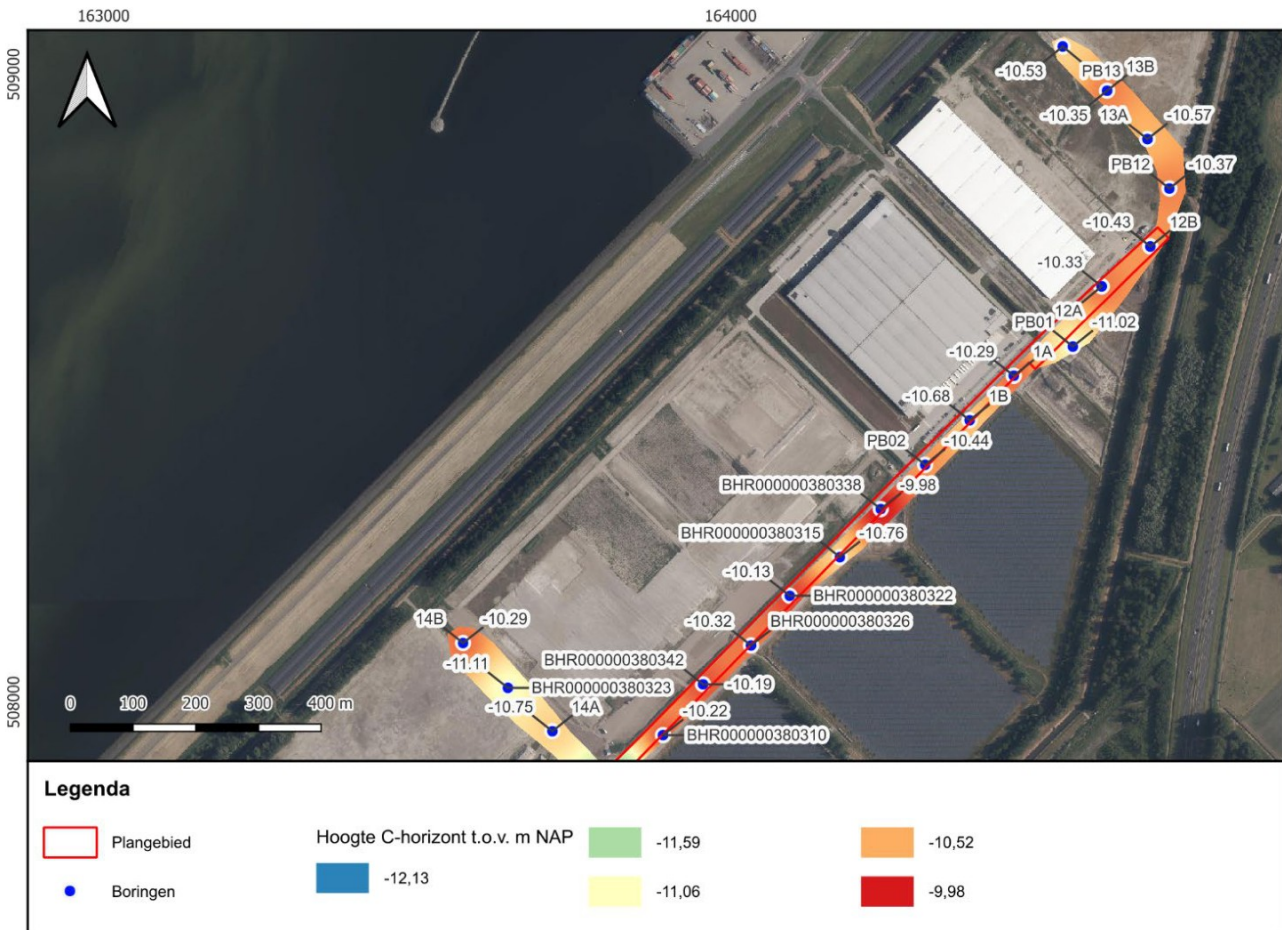 163000
164000
509000
508000
-10.53
PB13
13B
-10.35
13A
-10.57
PB12
-10.37
-10.43
12B
-10.33
12A
PB01
-11.02
-10.29
1A
-10.68
1B
PB02
-10.44
BHR000000380338
-9.98
BHR000000380315
-10.76
-10.13
BHR000000380322
BHR000000380326
-10.32
14B
-10.29
BHR000000380342
-11.11
BHR000000380323
-10.19
-10.75
14A
-10.22
BHR000000380310
0 100 200 300 400 m
Legenda
Plangebied
Boringen
Hoogte C-horizont t.o.v. m NAP
-12,13
-11,59
-11,06
-10,52
-9,98